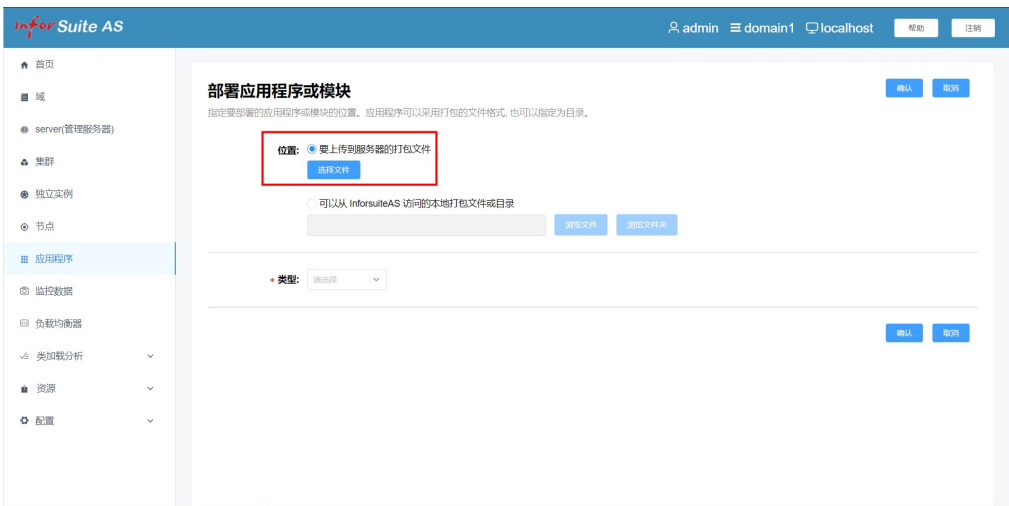 InforSuite AS
admin domain1 localhost 帮助 注销
首页
域
server(管理服务器)
集群
独立实例
节点
应用程序
监控数据
负载均衡器
类加载分析
资源
配置
部署应用程序或模块
确认 取消
指定要部署的应用程序或模块的位置。应用程序可以采用打包的文件格式, 也可以指定为目录。
位置: 要上传到服务器的打包文件
选择文件
可以从 InforsuiteAS 访问的本地打包文件或目录
浏览文件 浏览文件夹
* 类型: 请选择
确认 取消